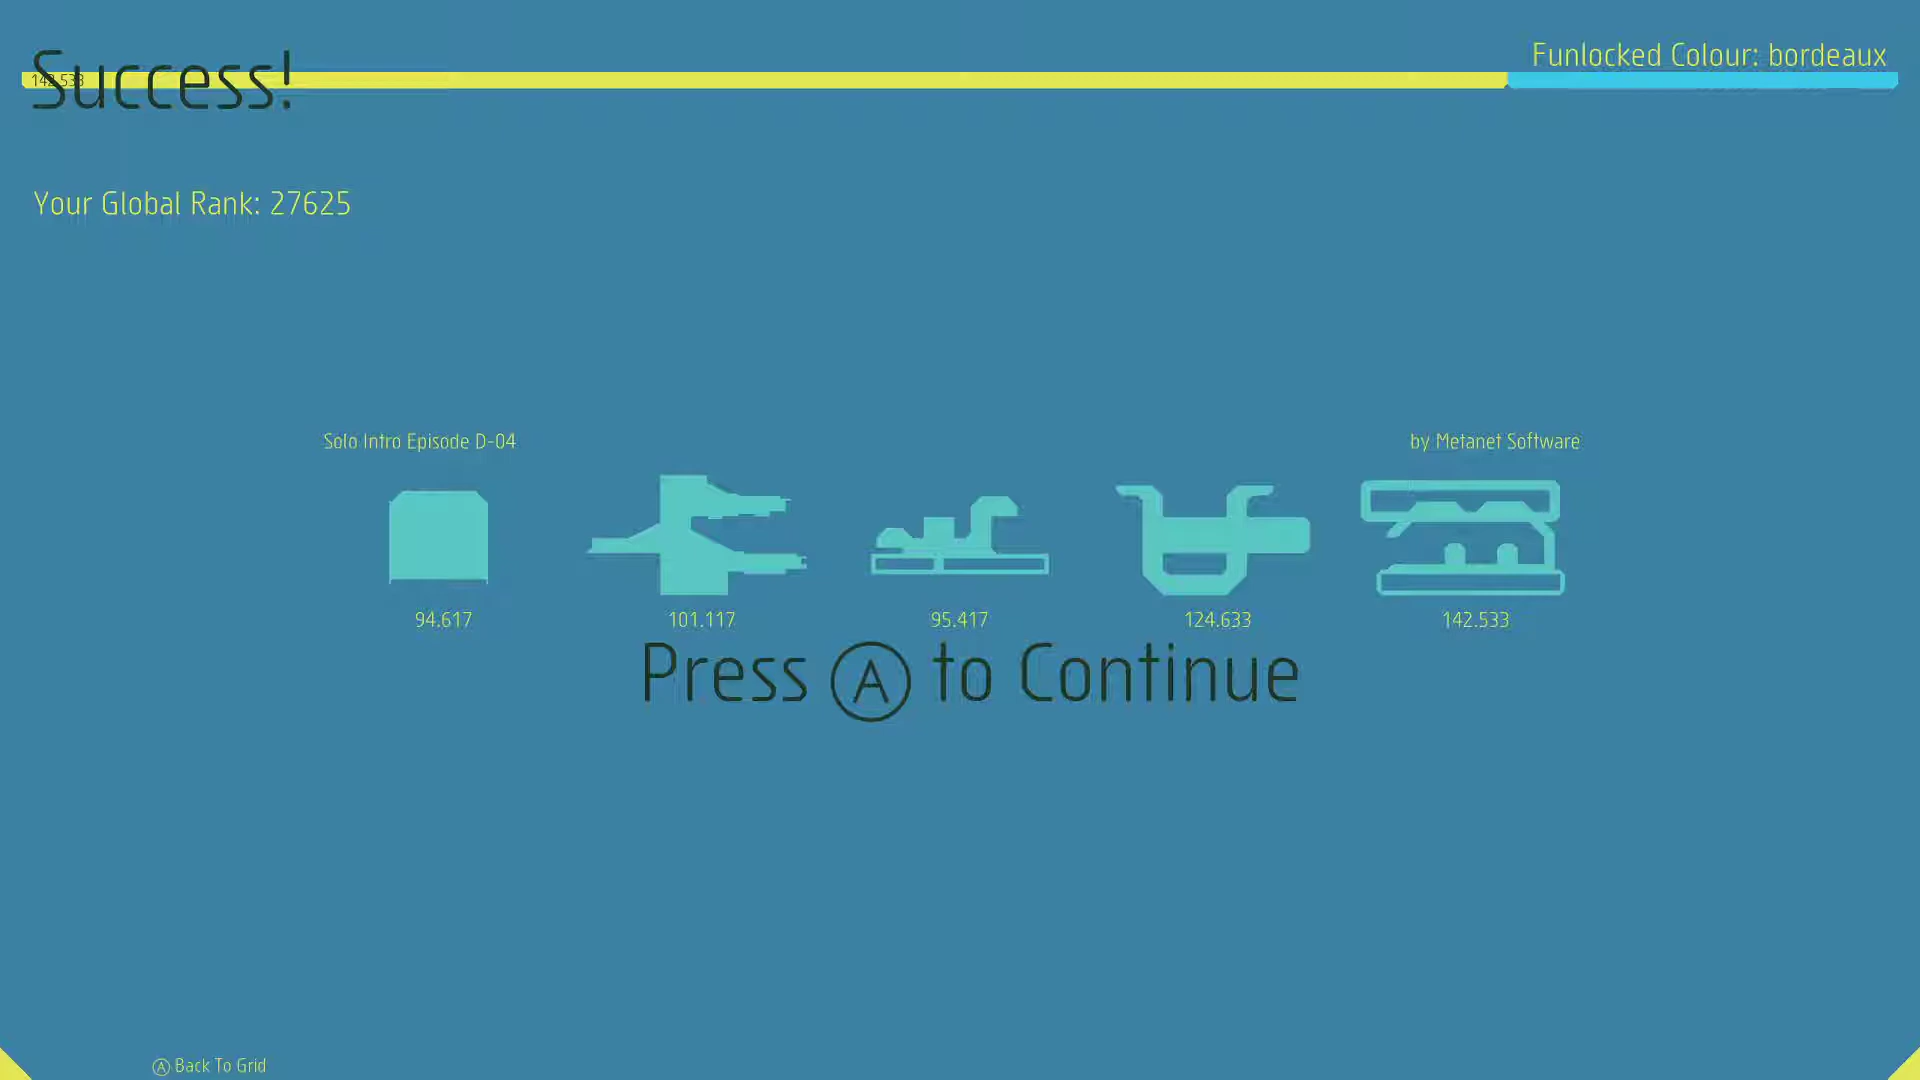 Funlocked Colour: bordeaux
Success!
142.533
Your Global Rank: 27625
Solo Intro Episode D-04
by Metanet Software
94.617
101.117
95.417
124.633
142.533
Press A to Continue
A Back To Grid